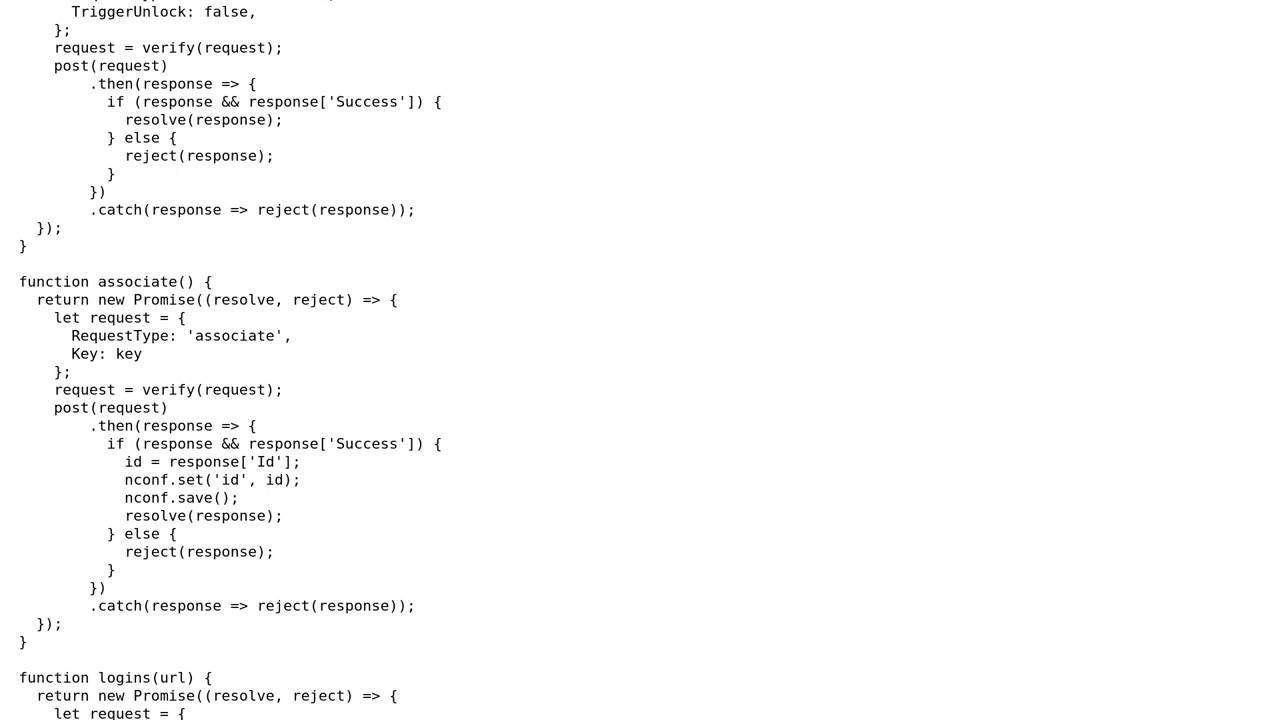 TriggerUnlock: false,
    };
    request = verify(request);
    post(request)
        .then(response => {
          if (response && response['Success']) {
            resolve(response);
          } else {
            reject(response);
          }
        })
        .catch(response => reject(response));
  });
}

function associate() {
  return new Promise((resolve, reject) => {
    let request = {
      RequestType: 'associate',
      Key: key
    };
    request = verify(request);
    post(request)
        .then(response => {
          if (response && response['Success']) {
            id = response['Id'];
            nconf.set('id', id);
            nconf.save();
            resolve(response);
          } else {
            reject(response);
          }
        })
        .catch(response => reject(response));
  });
}

function logins(url) {
  return new Promise((resolve, reject) => {
    let request = {